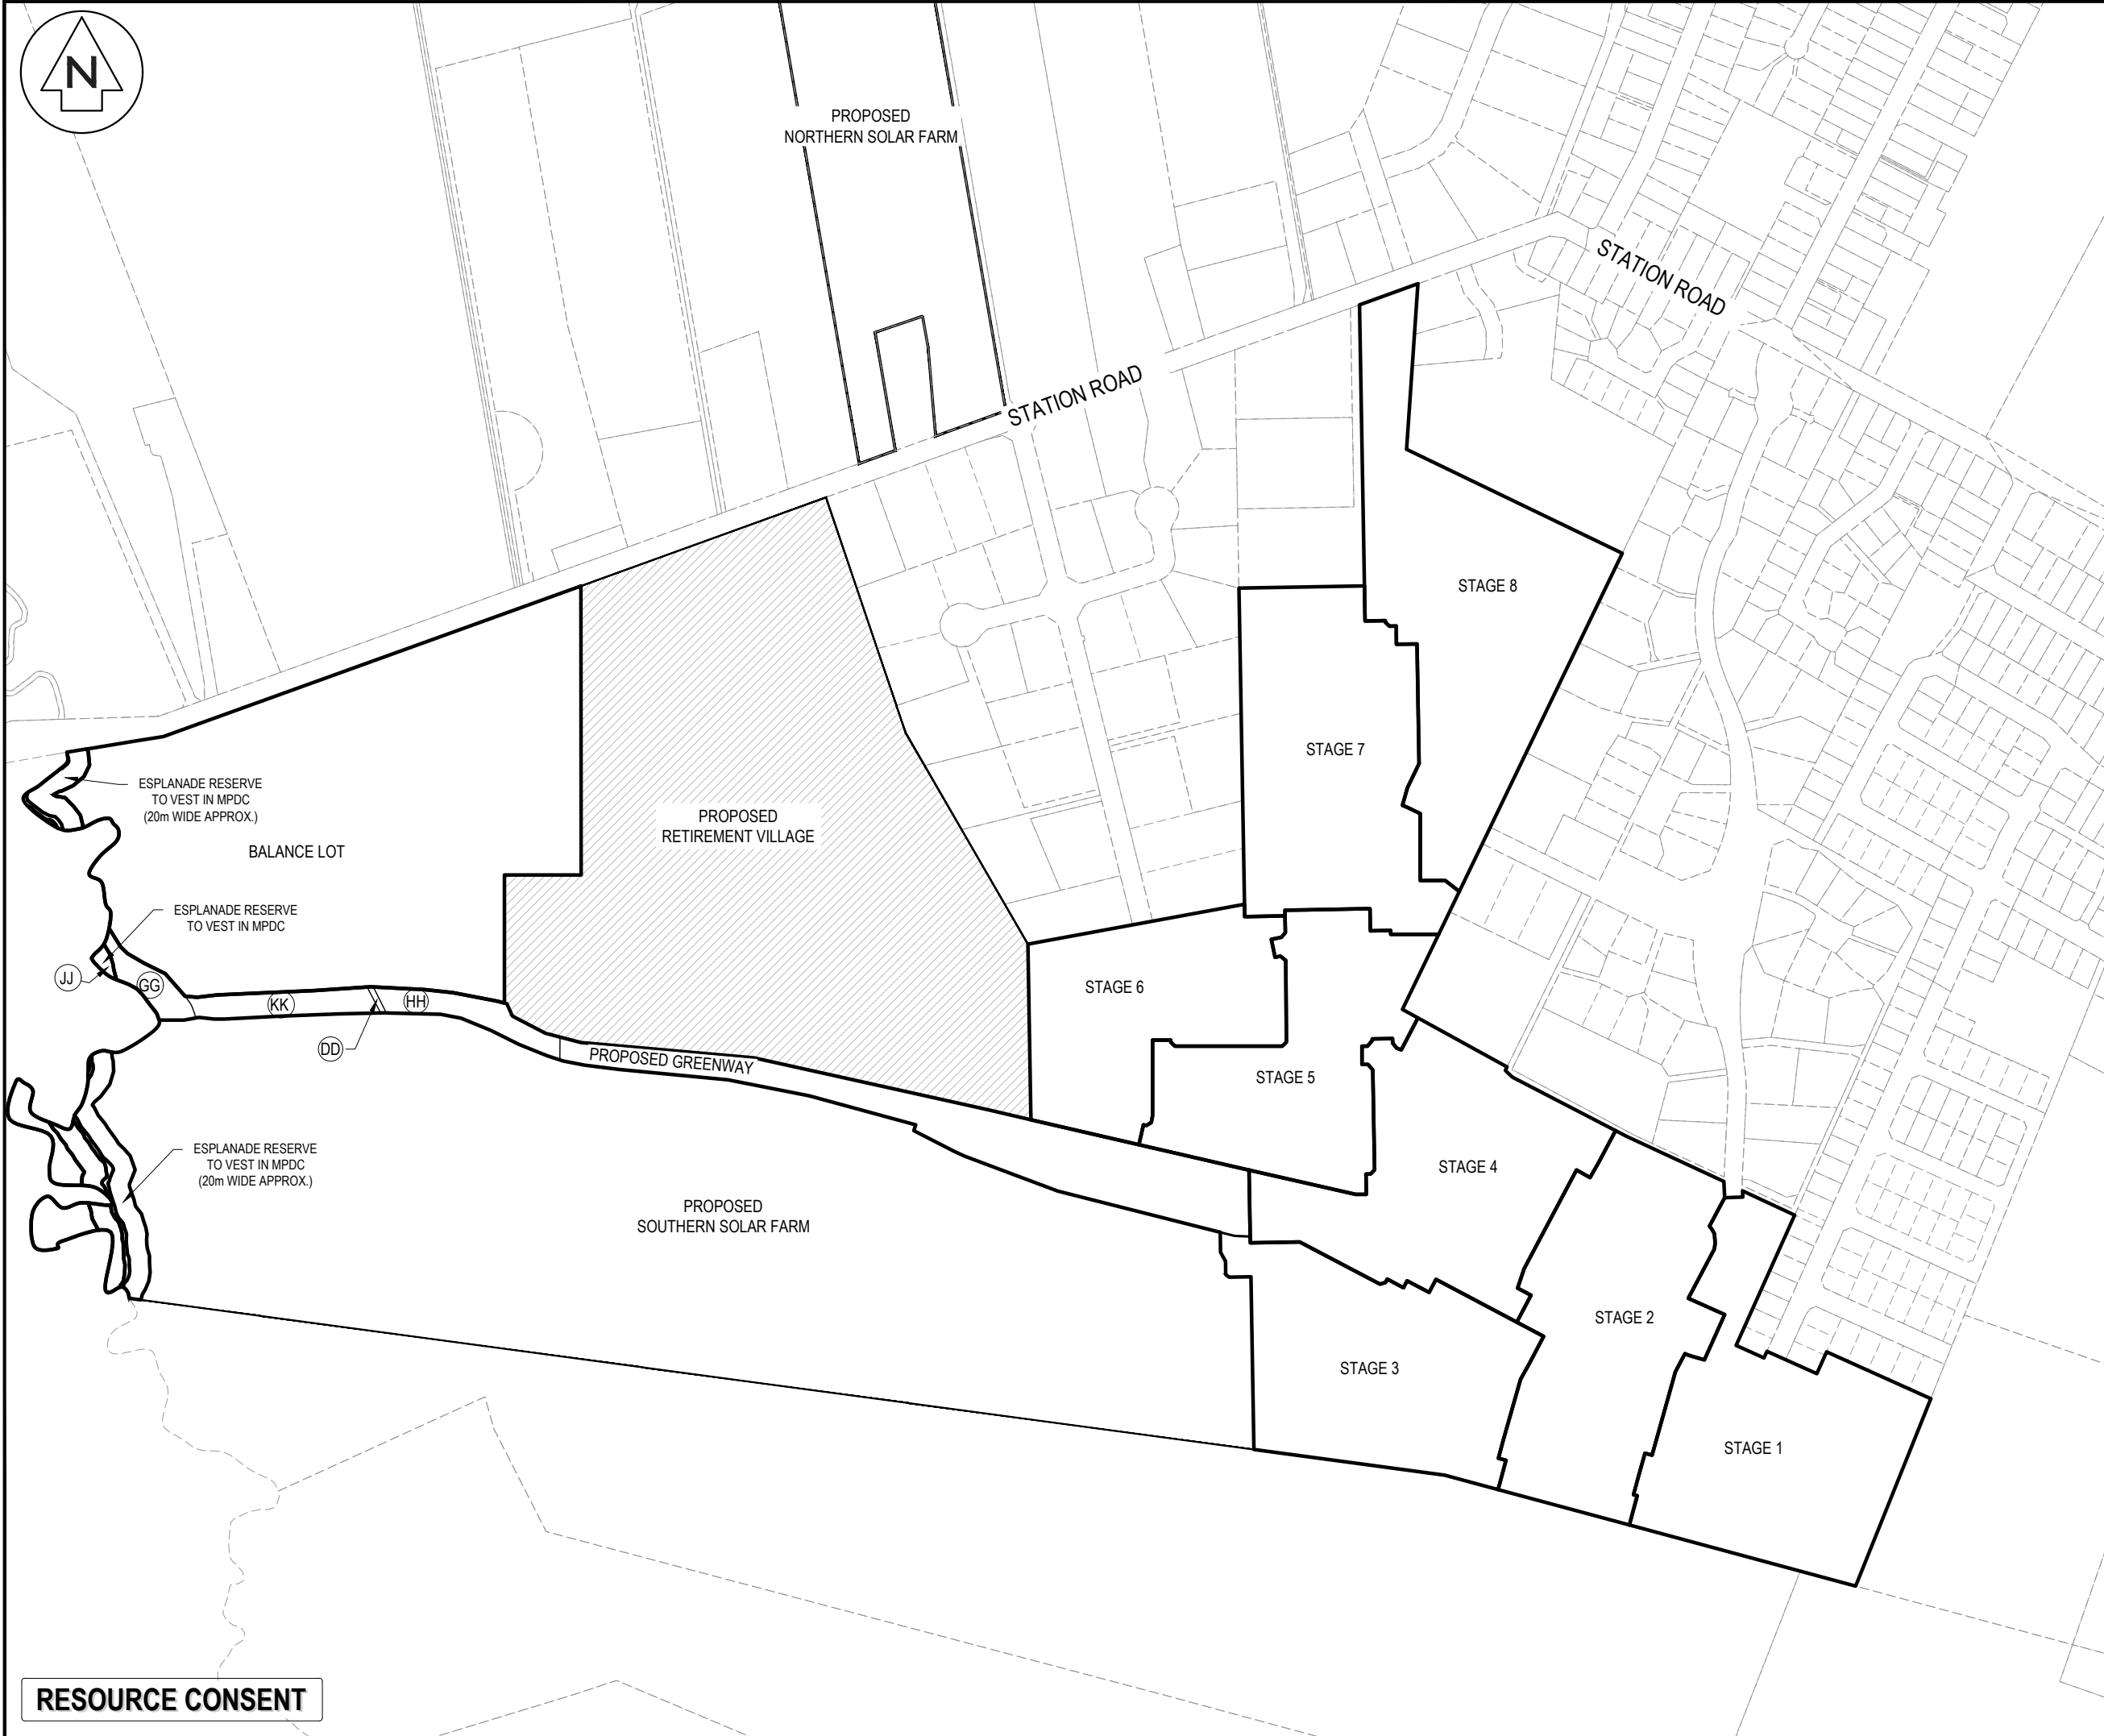 N
PROPOSED
NORTHERN SOLAR FARM
STATION ROAD
STATION ROAD
STAGE 8
STAGE 7
ESPLANADE RESERVE
TO VEST IN MPDC
(20m WIDE APPROX.)
PROPOSED
RETIREMENT VILLAGE
BALANCE LOT
ESPLANADE RESERVE
TO VEST IN MPDC
JJ
GG
KK
HH
STAGE 6
DD
PROPOSED GREENWAY
STAGE 5
ESPLANADE RESERVE
TO VEST IN MPDC
(20m WIDE APPROX.)
STAGE 4
PROPOSED
SOUTHERN SOLAR FARM
STAGE 2
STAGE 3
STAGE 1
RESOURCE CONSENT